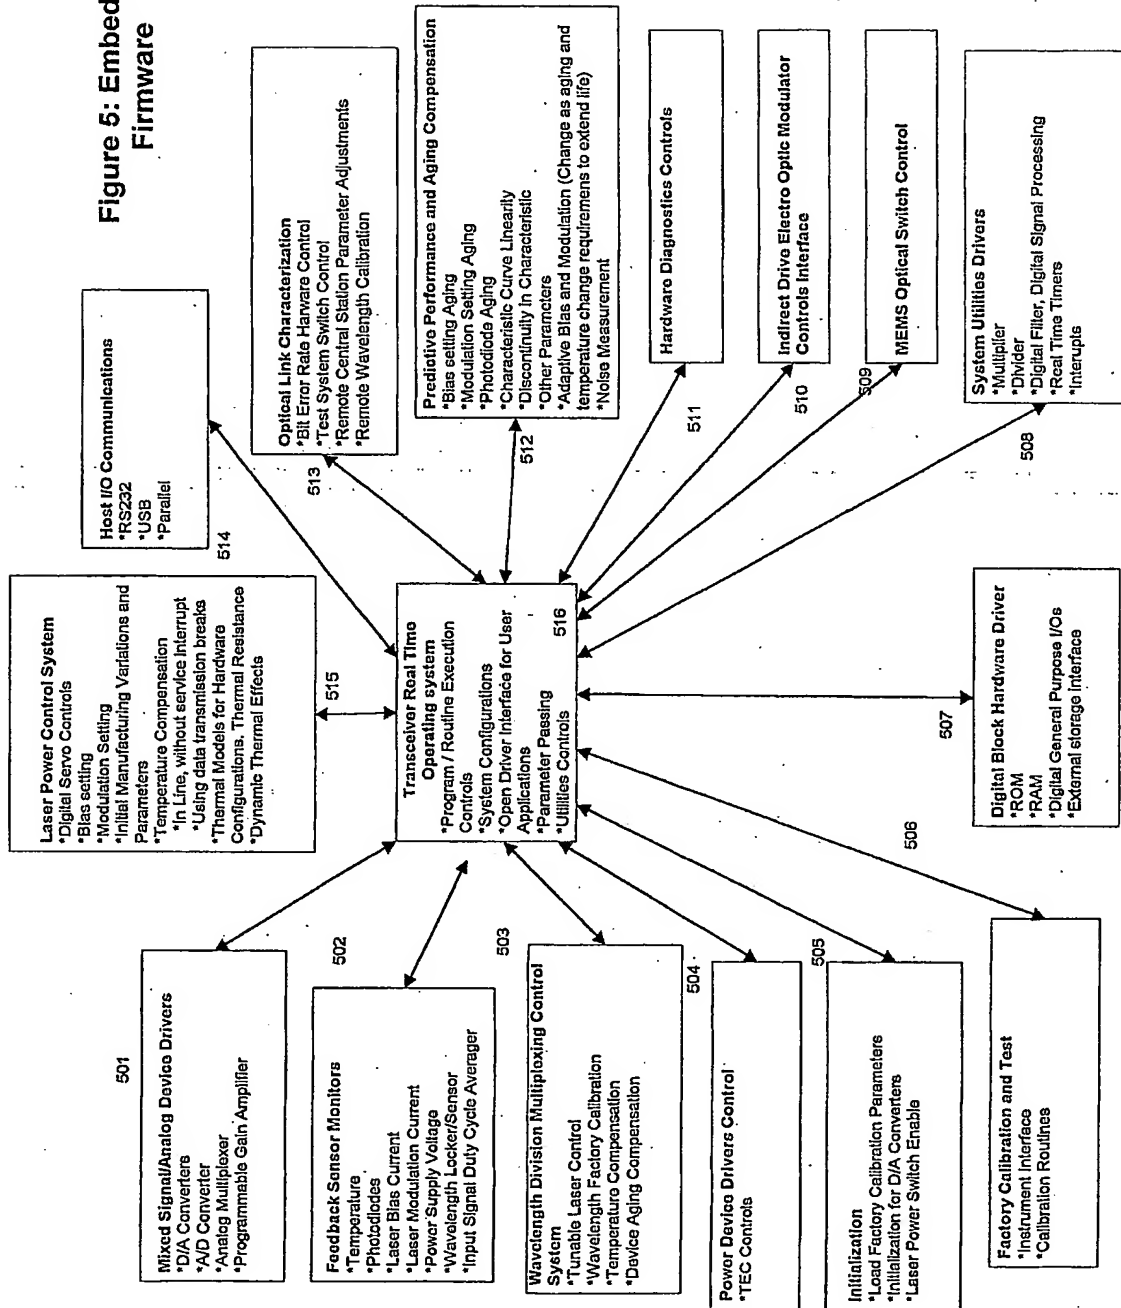 Figure 5: Embed
Firmware
Laser Power Control System
*Digital Servo Controls
*Bias setting
*Modulation Setting
*Initial Manufacturing Variations and
Parameters
*Temperature Compensation
*In Line, without service Interrupt
*Using data transmission breaks
*Thermal Models for Hardware
Configurations, Thermal Resistance
*Dynamic Thermal Effects
515
Host I/O Communications
*RS232
*USB
*Parallel
514
Optical Link Characterization
*Bit Error Rate Harware Control
*Test System Switch Control
*Remote Central Station Parameter Adjustments
*Remote Wavelength Calibration
513
Predictive Performance and Aging Compensation
*Bias setting Aging
*Modulation Setting Aging
*Photodiode Aging
*Characteristic Curve Linearity
*Discontinuity in Characteristic
*Other Parameters
*Adaptive Bias and Modulation (Change as aging and
temperature change requiremens to extend life)
*Noise Measurement
512
Hardware Diagnostics Controls
511
Indirect Drive Electro Optic Modulator
Controls Interface
510
MEMS Optical Switch Control
509
System Utilities Drivers
*Multiplier
*Divider
*Digital Filler, Digital Signal Processing
*Real Time Timers
*Interupts
508
Transceiver Real Time
Operating system
*Program / Routine Execution
Controls
*System Configurations
*Open Driver Interface for User
Applications
*Parameter Passing
*Utilities Controls
516
Mixed Signal/Analog Device Drivers
*D/A Converters
*A/D Converter
*Analog Multiplexer
*Programmable Gain Amplifier
501
Feedback Sensor Monitors
*Temperature
*Photodiodes
*Laser Bias Current
*Laser Modulation Current
*Power Supply Voltage
*Wavelength Locker/Sensor
*Input Signal Duty Cycle Averager
502
Wavelength Division Multiplexing Control
System
*Tunable Laser Control
*Wavelength Factory Calibration
*Temperature Compensation
*Device Aging Compensation
503
Power Device Drivers Control
*TEC Controls
504
Initialization
*Load Factory Calibration Parameters
*Initialization for D/A Converters
*Laser Power Switch Enable
505
Factory Calibration and Test
*Instrument Interface
*Calibration Routines
506
Digital Block Hardware Driver
*ROM
*RAM
*Digital General Purpose I/Os
*External storage Interface
507